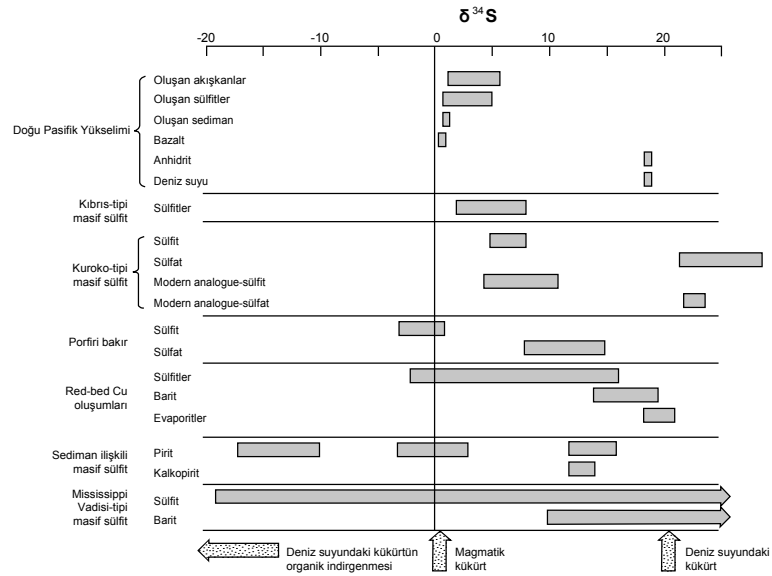 δ³⁴S
-20 -10 0 10 20
Oluşan akışkanlar
Oluşan sülfitler
Oluşan sediman
Doğu Pasifik Yükselimi
Bazalt
Anhidrit
Deniz suyu
Kıbrıs-tipi
masif sülfit
Sülfitler
Sülfit
Sülfat
Kuroko-tipi
masif sülfit
Modern analogue-sülfit
Modern analogue-sülfat
Porfiri bakır
Sülfit
Sülfat
Red-bed Cu
oluşumları
Sülfitler
Barit
Evaporitler
Sediman ilişkili
masif sülfit
Pirit
Kalkopirit
Mississippi
Vadisi-tipi
masif sülfit
Sülfit
Barit
Deniz suyundaki kükürtün
organik indirgenmesi
Magmatik
kükürt
Deniz suyundaki
kükürt